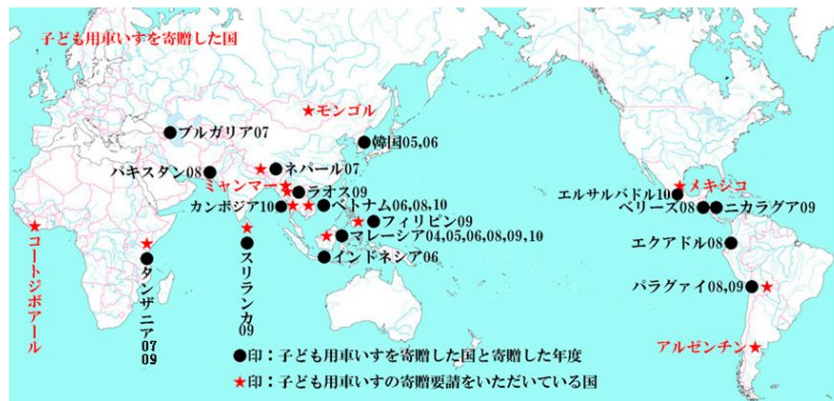 子ども用車いすを寄贈した国
★モンゴル
●ブルガリア07
●韓国05,06
パキスタン08●
★●ネパール07
ミャンマー★
●ラオス09
★メキシコ
エルサルバドル10●
カンボジア10●
●ベトナム06,08,10
ベリーズ08●
●ニカラグア09
★●フィリピン09
★●マレーシア04,05,06,08,09,10
エクアドル08●
●インドネシア06
パラグァイ08,09●★
★コートジボアール
★●タンザニア07
09
★●スリランカ09
アルゼンチン★
●印：子ども用車いすを寄贈した国と寄贈した年度
★印：子ども用車いすの寄贈要請をいただいている国